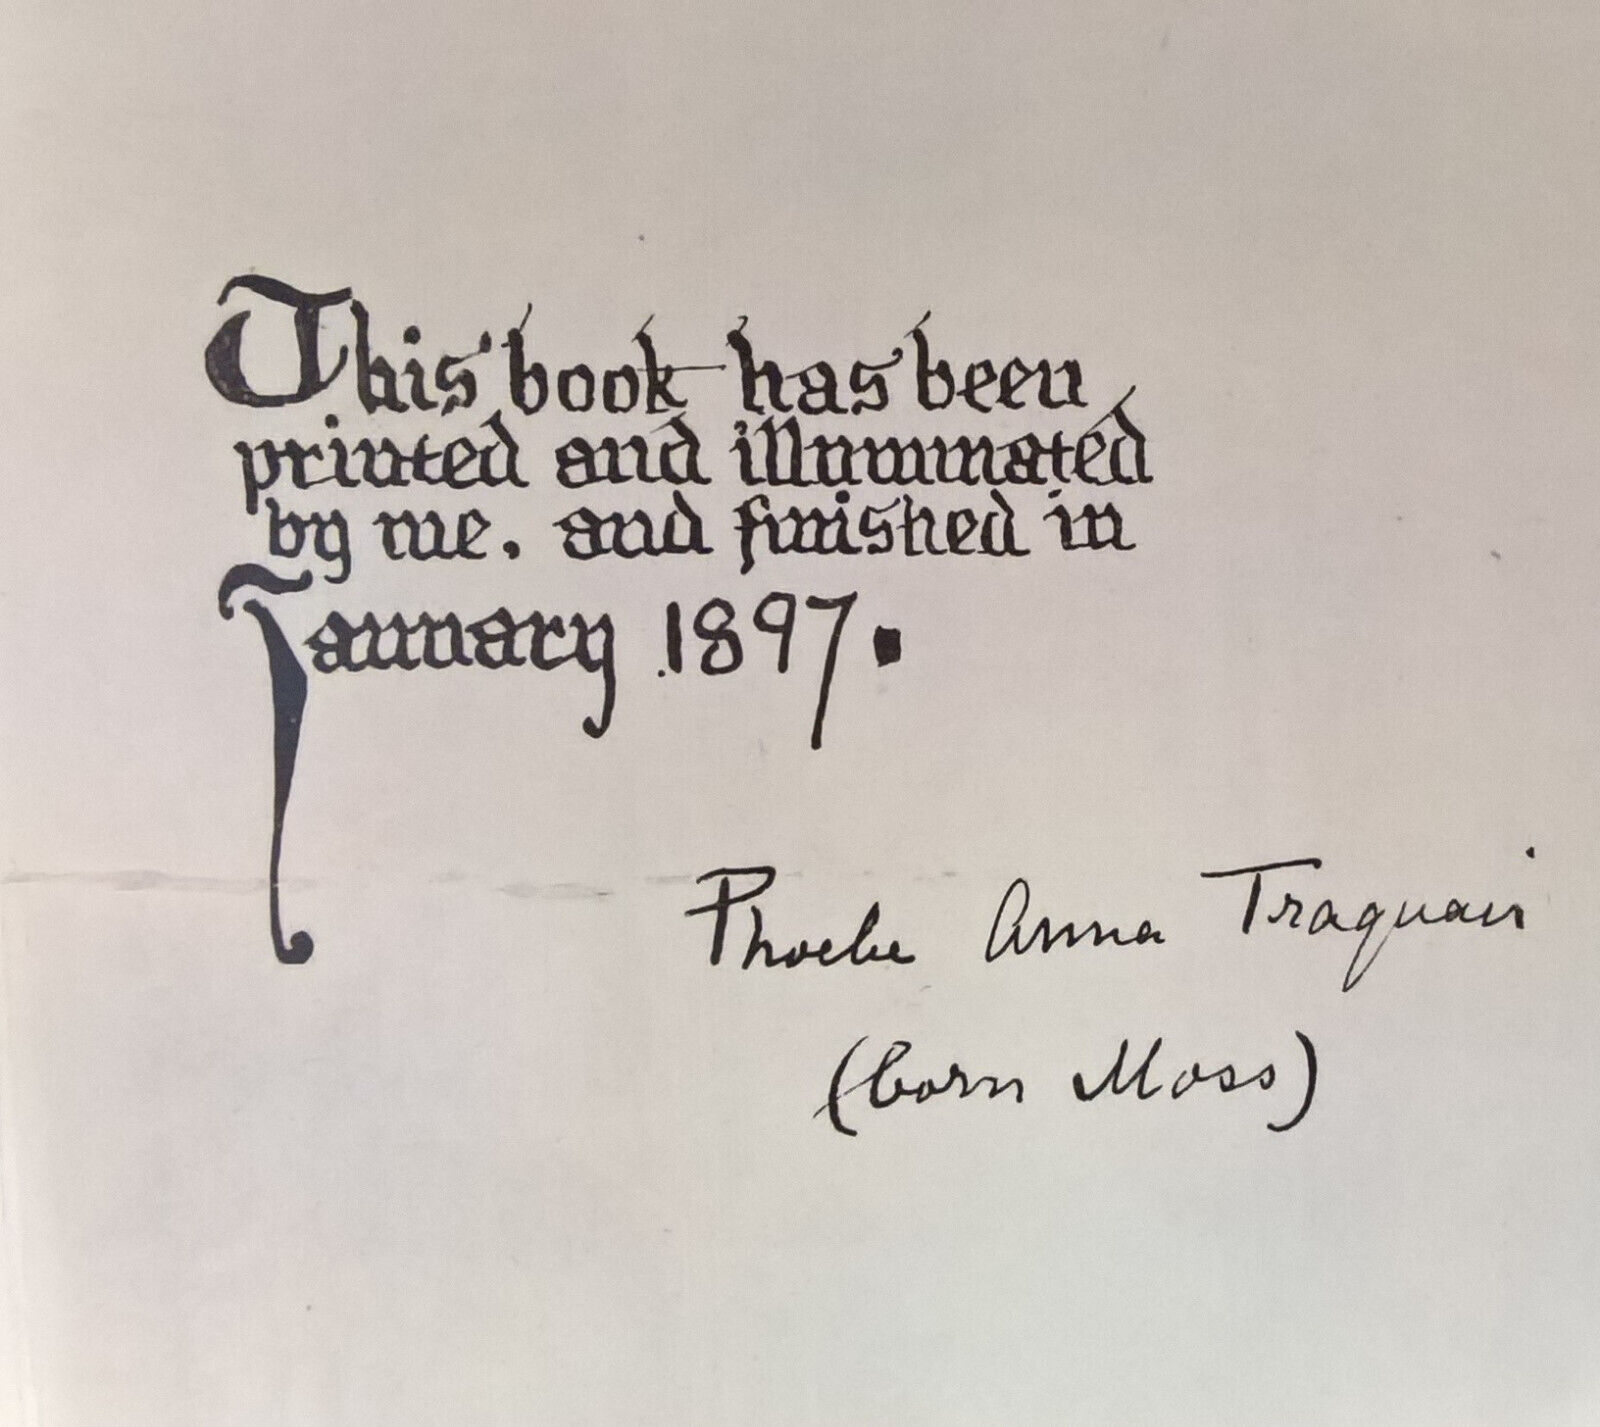 This book has been
printed and illuminated
by me. and finished in
January 1897.
Phoebe Anna Traquair
(born Moss)